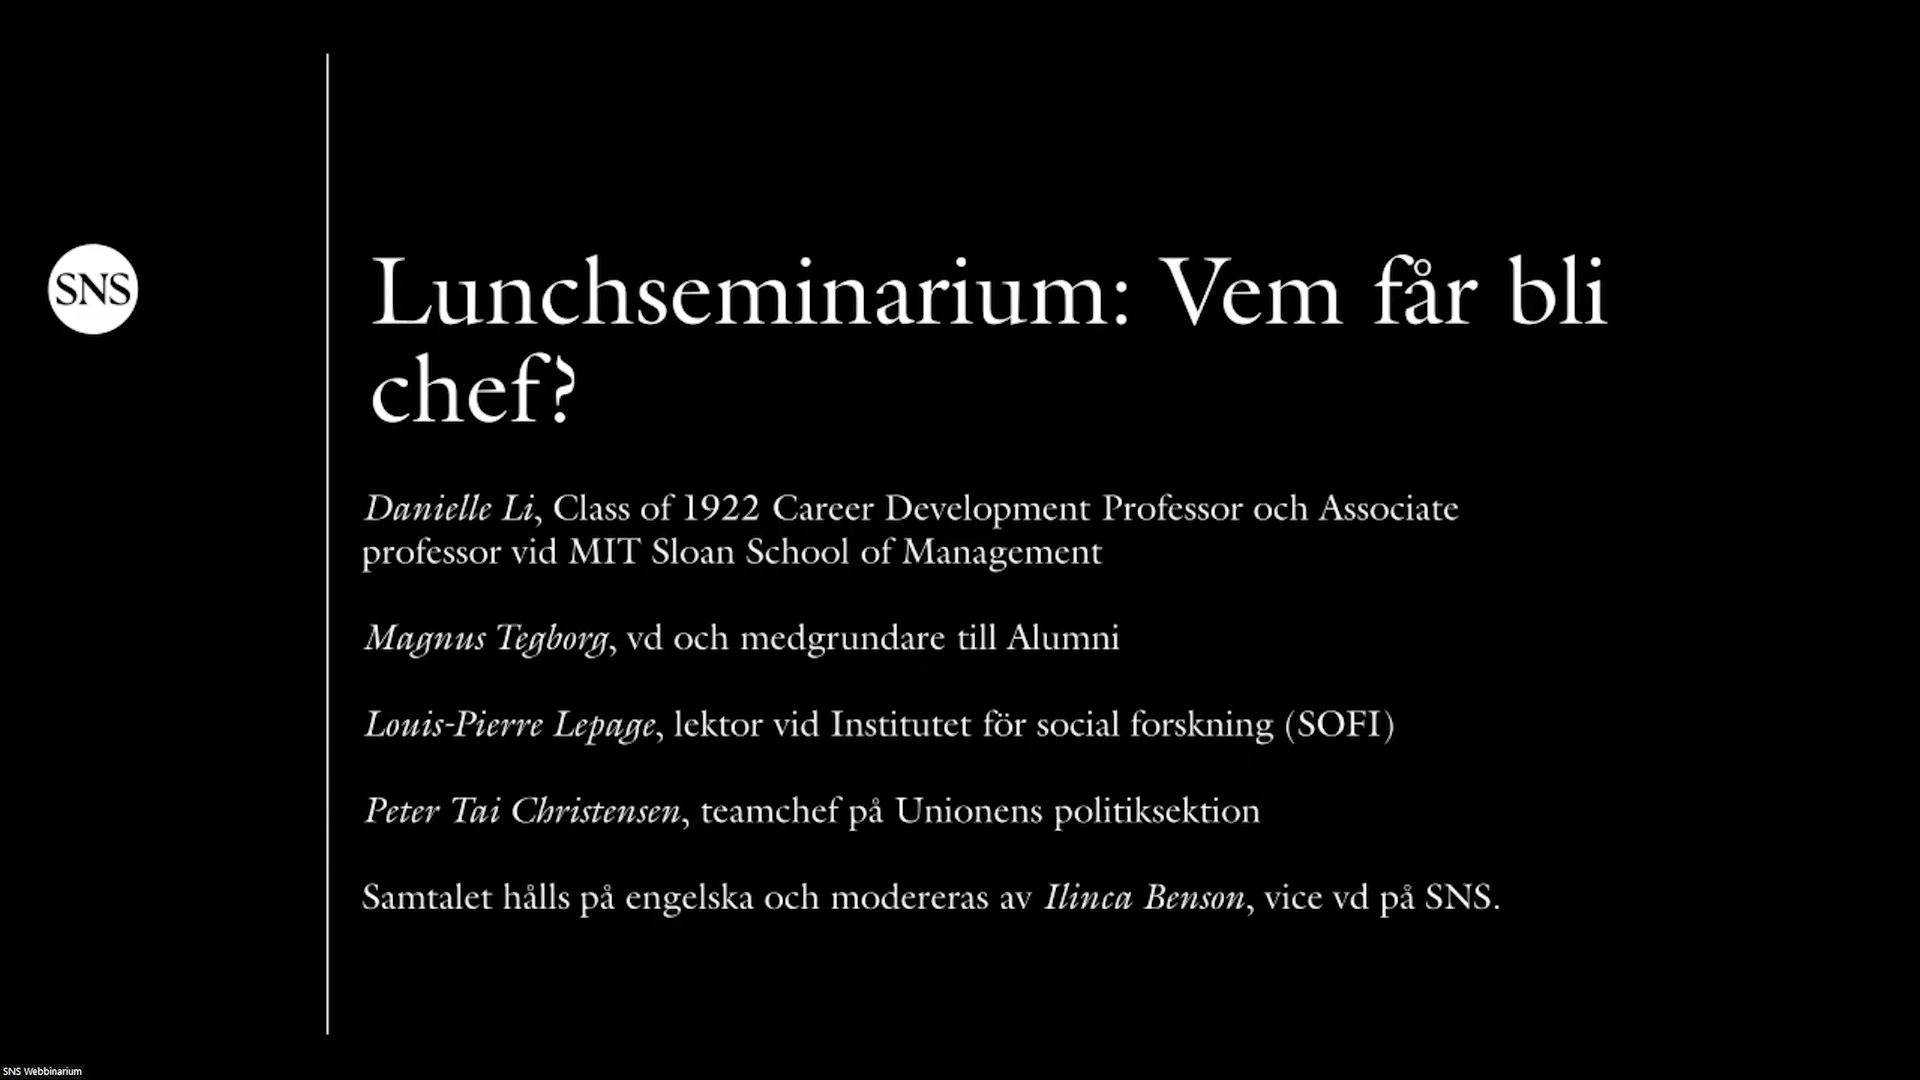 SNS
Lunchseminarium: Vem får bli
chef?
Danielle Li, Class of 1922 Career Development Professor och Associate
professor vid MIT Sloan School of Management
Magnus Tegborg, vd och medgrundare till Alumni
Louis-Pierre Lepage, lektor vid Institutet för social forskning (SOFI)
Peter Tai Christensen, teamchef på Unionens politiksektion
Samtalet hålls på engelska och modereras av Ilinca Benson, vice vd på SNS.
SNS Webbinarium